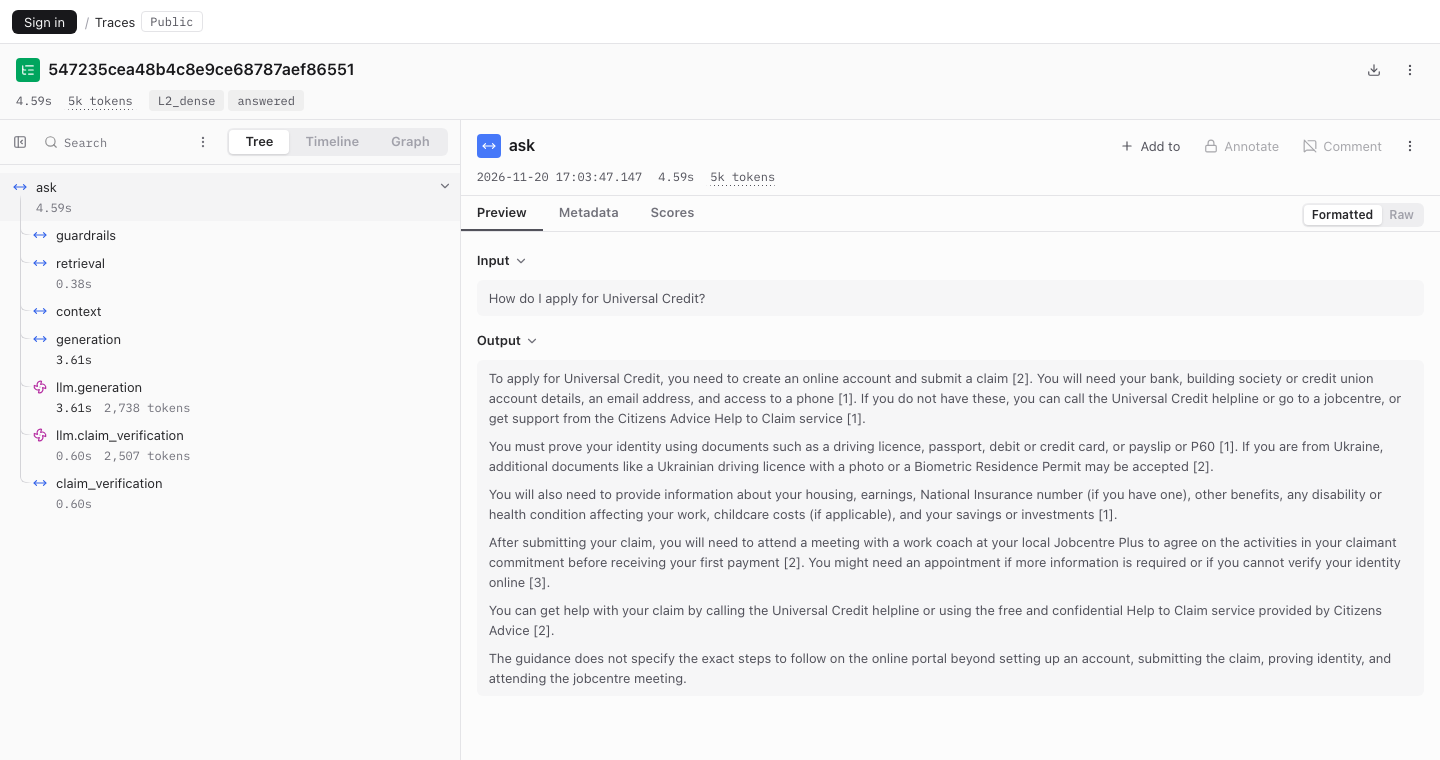 Sign in / Traces Public
547235cea48b4c8e9ce68787aef86551
4.59s 5k tokens L2_dense answered
Search Tree Timeline Graph
ask
4.59s
guardrails
retrieval
0.38s
context
generation
3.61s
llm.generation
3.61s 2,738 tokens
llm.claim_verification
0.60s 2,507 tokens
claim_verification
0.60s
ask Add to Annotate Comment
2026-11-20 17:03:47.147 4.59s 5k tokens
Preview Metadata Scores Formatted Raw
Input
How do I apply for Universal Credit?
Output
To apply for Universal Credit, you need to create an online account and submit a claim [2]. You will need your bank, building society or credit union
account details, an email address, and access to a phone [1]. If you do not have these, you can call the Universal Credit helpline or go to a jobcentre, or
get support from the Citizens Advice Help to Claim service [1].
You must prove your identity using documents such as a driving licence, passport, debit or credit card, or payslip or P60 [1]. If you are from Ukraine,
additional documents like a Ukrainian driving licence with a photo or a Biometric Residence Permit may be accepted [2].
You will also need to provide information about your housing, earnings, National Insurance number (if you have one), other benefits, any disability or
health condition affecting your work, childcare costs (if applicable), and your savings or investments [1].
After submitting your claim, you will need to attend a meeting with a work coach at your local Jobcentre Plus to agree on the activities in your claimant
commitment before receiving your first payment [2]. You might need an appointment if more information is required or if you cannot verify your identity
online [3].
You can get help with your claim by calling the Universal Credit helpline or using the free and confidential Help to Claim service provided by Citizens
Advice [2].
The guidance does not specify the exact steps to follow on the online portal beyond setting up an account, submitting the claim, proving identity, and
attending the jobcentre meeting.